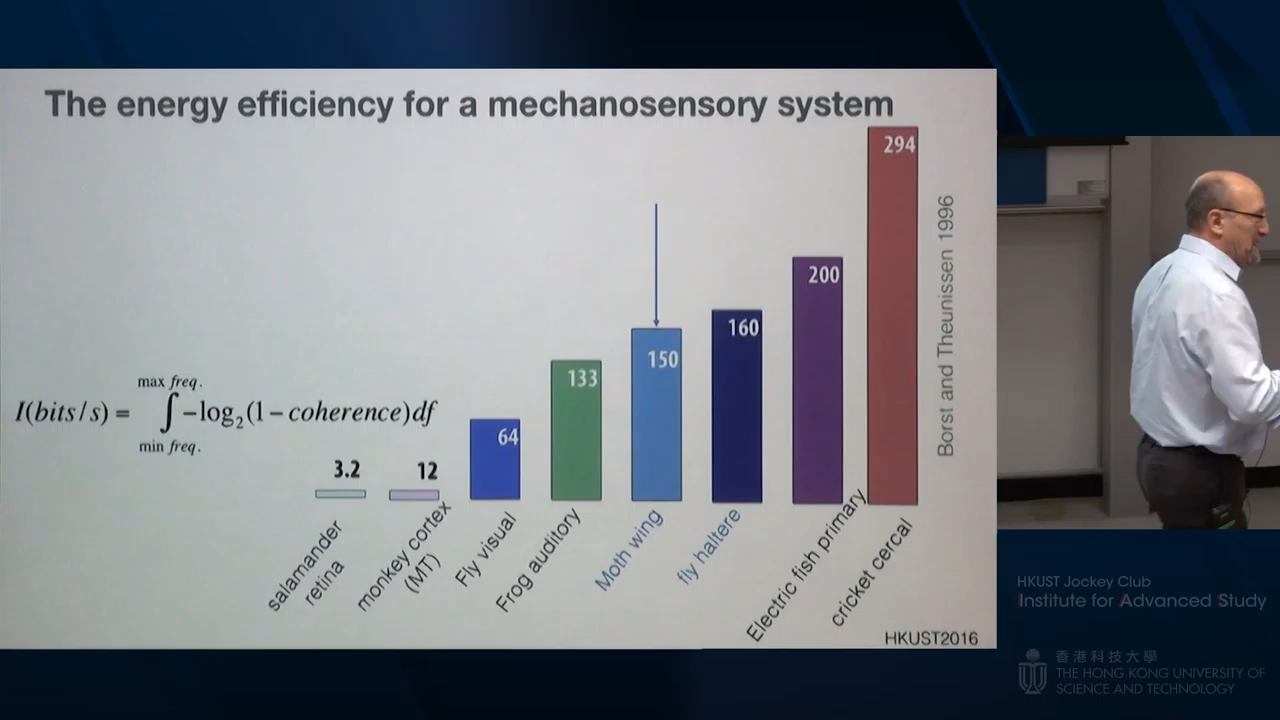 The energy efficiency for a mechanosensory system
294
200
160
150
133
64
12
3.2
max freq.
I(bits/s) = ∫ -log2(1-coherence)df
min freq.
salamander
retina
monkey cortex
(MT)
Fly visual
Frog auditory
Moth wing
fly haltere
Electric fish primary
cricket cercal
Borst and Theunissen 1996
HKUST2016
HKUST Jockey Club
Institute for Advanced Study
香港科技大學
THE HONG KONG UNIVERSITY OF
SCIENCE AND TECHNOLOGY